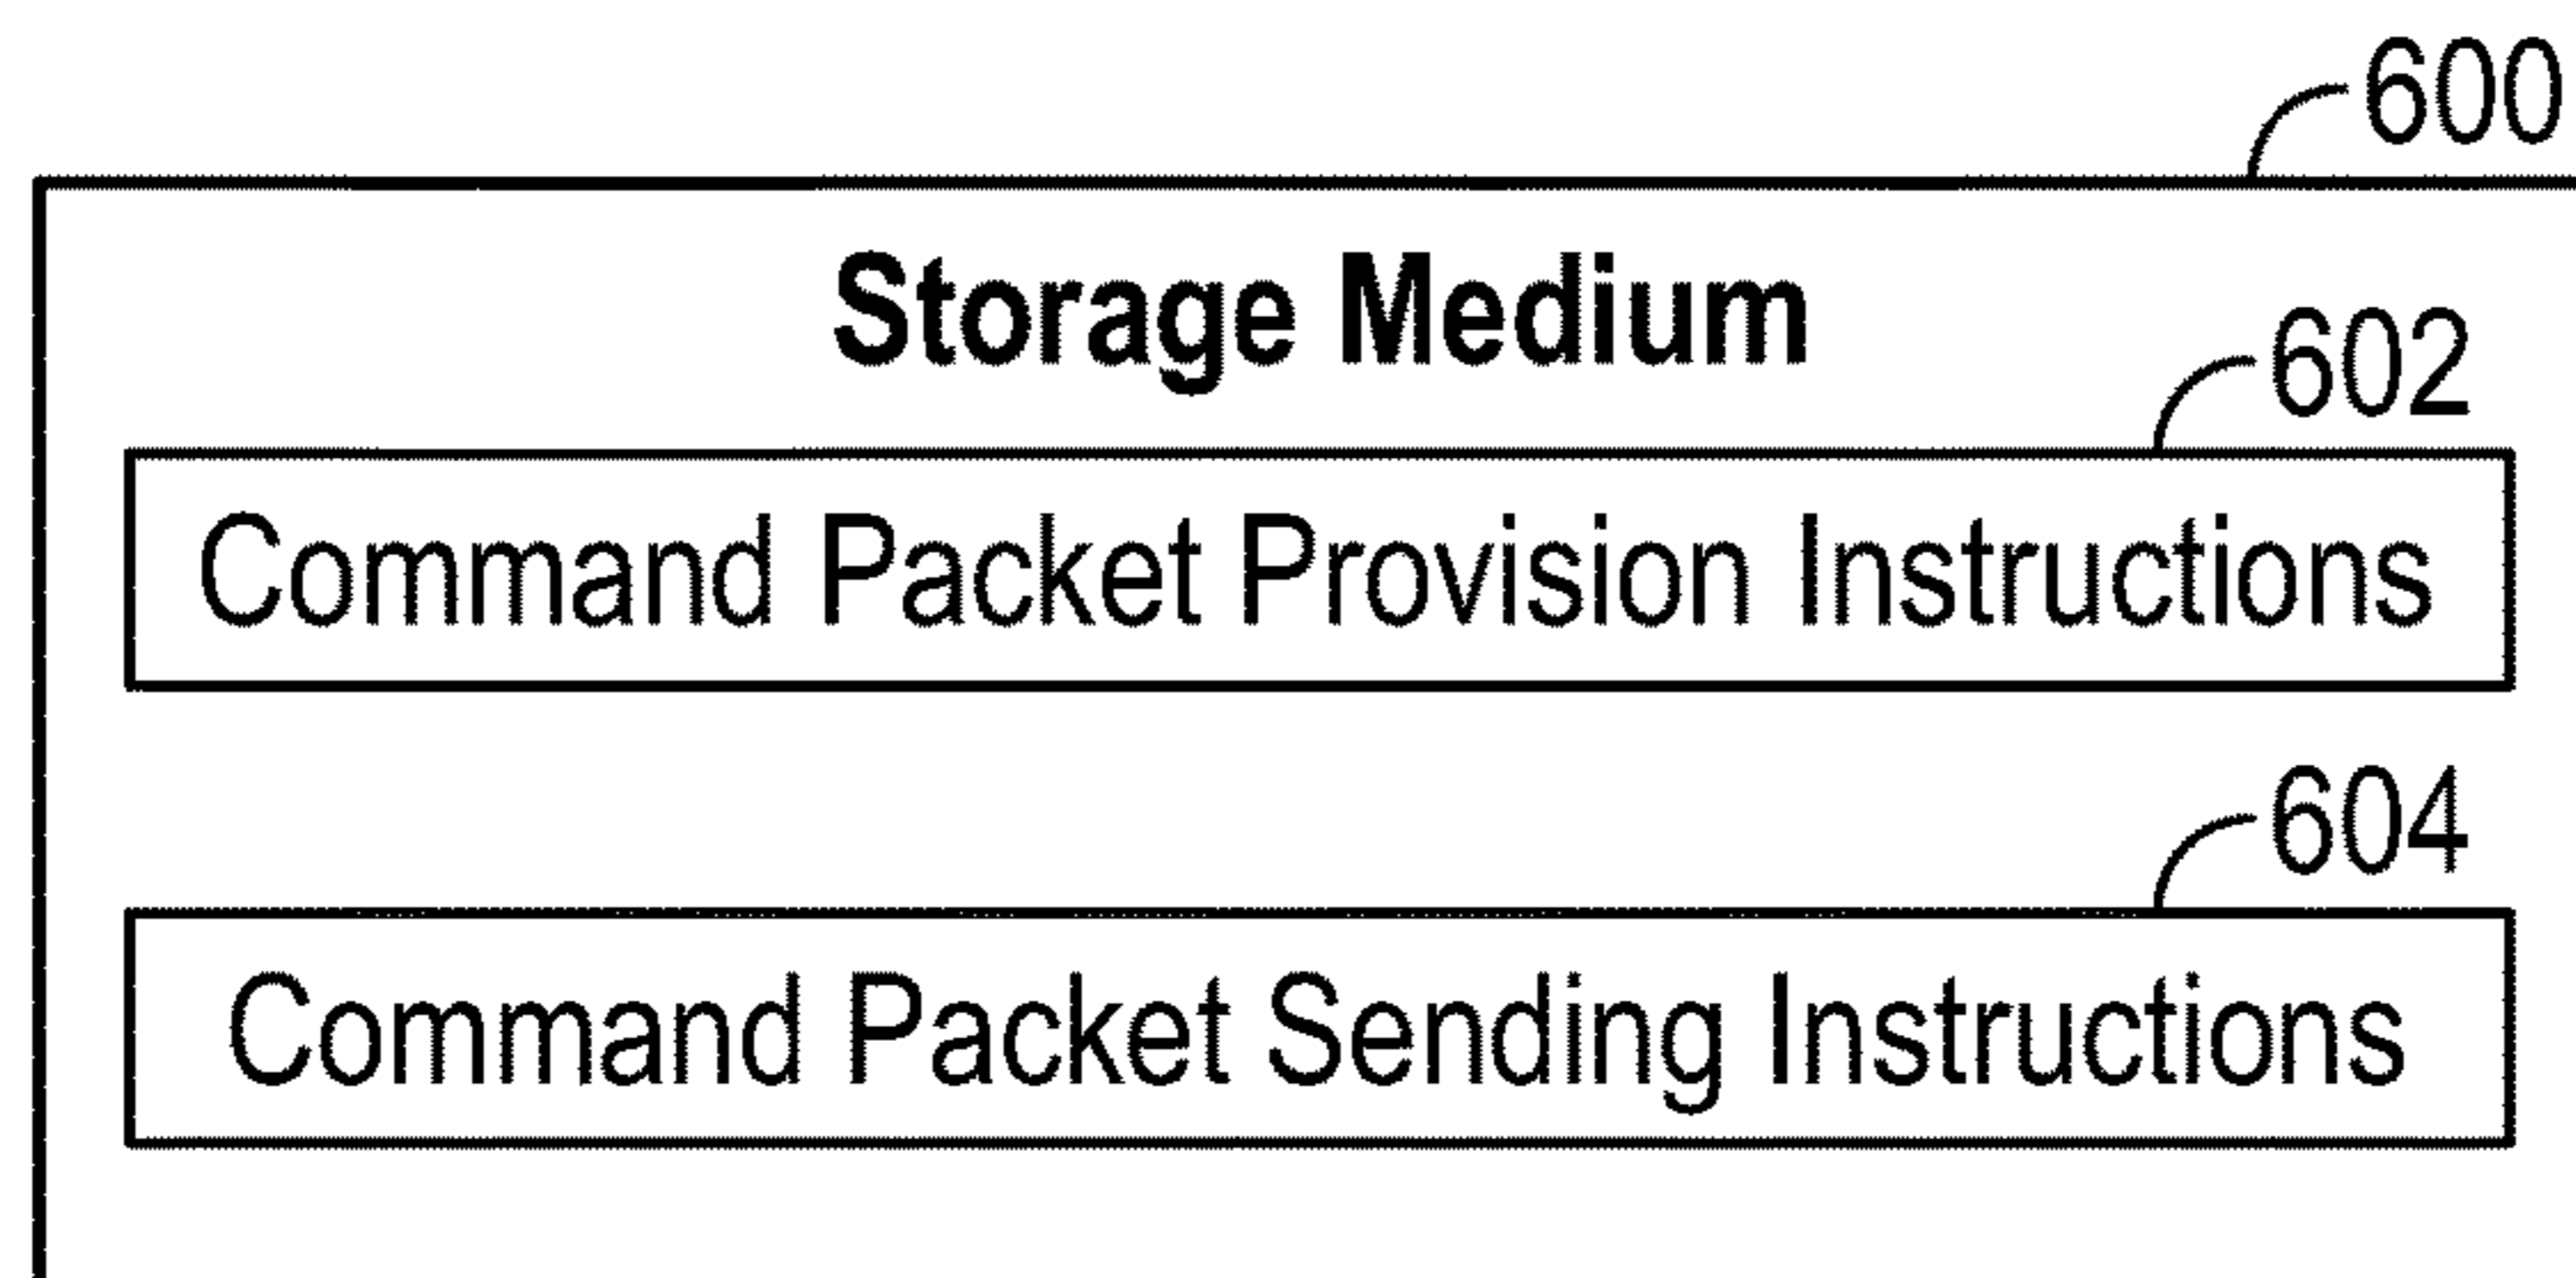 600
Storage Medium
602
Command Packet Provision Instructions
604
Command Packet Sending Instructions